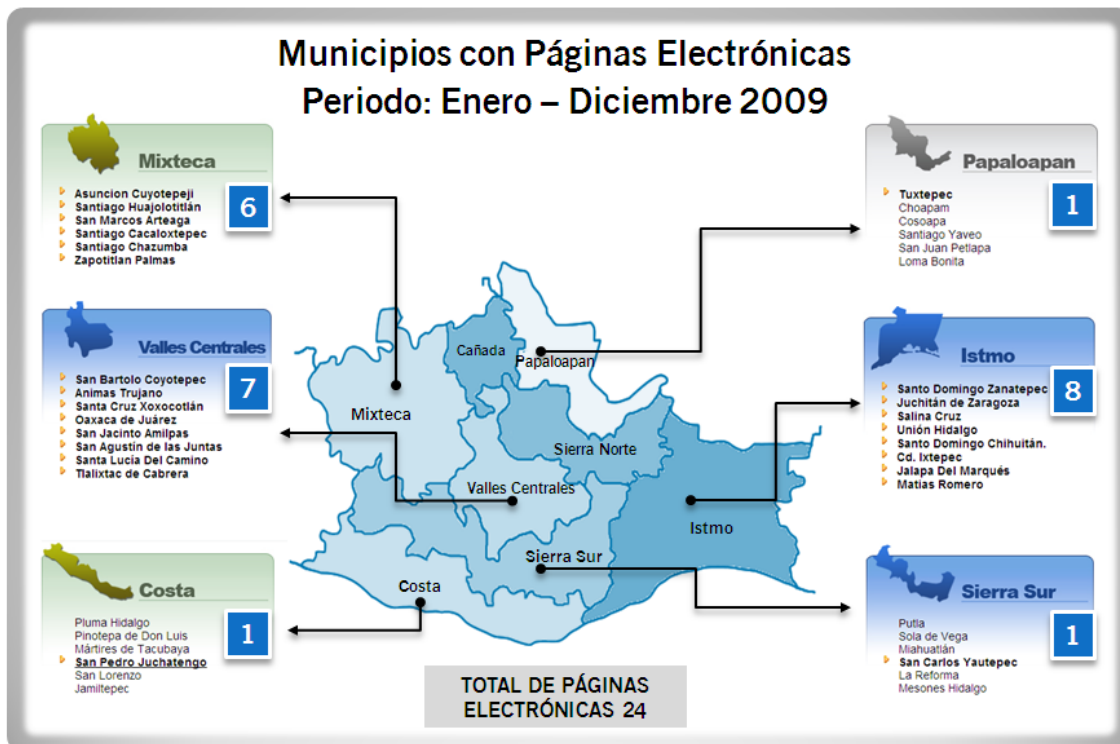 Municipios con Páginas Electrónicas
Periodo: Enero – Diciembre 2009
Mixteca
6
Asuncion Cuyotepeji
Santiago Huajolotitlán
San Marcos Arteaga
Santiago Cacaloxtepec
Santiago Chazumba
Zapotitlan Palmas
Valles Centrales
7
San Bartolo Coyotepec
Animas Trujano
Santa Cruz Xoxocotlán
Oaxaca de Juárez
San Jacinto Amilpas
San Agustín de las Juntas
Santa Lucía Del Camino
Tlalixtac de Cabrera
Costa
1
Pluma Hidalgo
Pinotepa de Don Luis
Mártires de Tacubaya
San Pedro Juchatengo
San Lorenzo
Jamiltepec
Cañada
Papaloapan
Mixteca
Sierra Norte
Valles Centrales
Istmo
Sierra Sur
Costa
TOTAL DE PÁGINAS
ELECTRÓNICAS 24
Papaloapan
1
Tuxtepec
Choapam
Cosoapa
Santiago Yaveo
San Juan Petlapa
Loma Bonita
Istmo
8
Santo Domingo Zanatepec
Juchitán de Zaragoza
Salina Cruz
Unión Hidalgo
Santo Domingo Chihuitán.
Cd. Ixtepec
Jalapa Del Marqués
Matias Romero
Sierra Sur
1
Putla
Sola de Vega
Miahuatlán
San Carlos Yautepec
La Reforma
Mesones Hidalgo